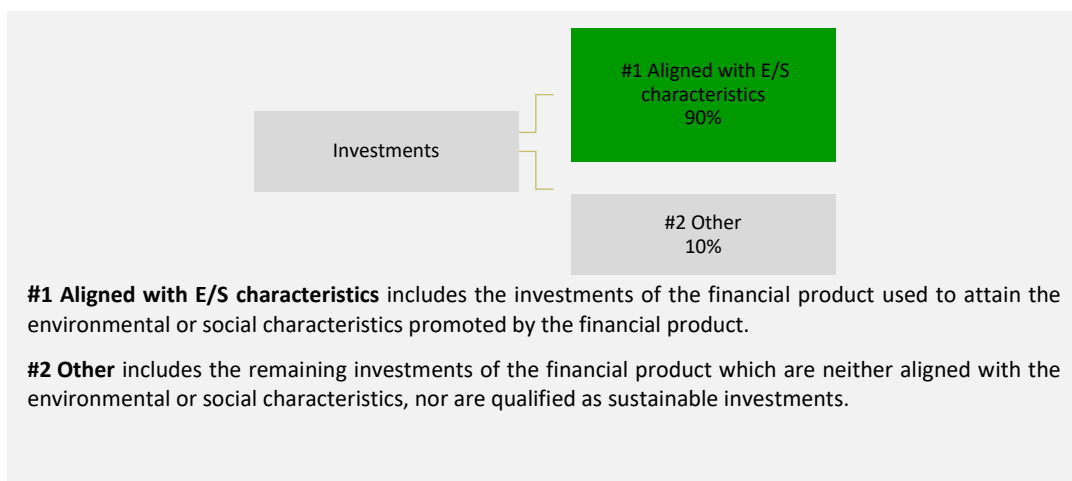 #1 Aligned with E/S
characteristics
90%
Investments
#2 Other
10%
#1 Aligned with E/S characteristics includes the investments of the financial product used to attain the
environmental or social characteristics promoted by the financial product.
#2 Other includes the remaining investments of the financial product which are neither aligned with the
environmental or social characteristics, nor are qualified as sustainable investments.